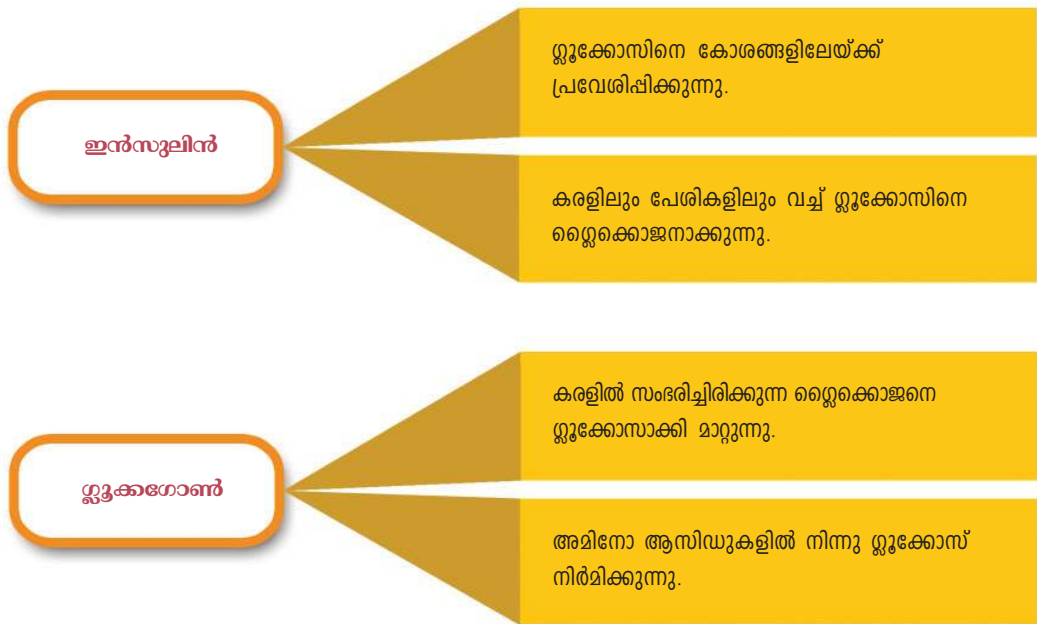 ഇൻസുലിൻ
ഗ്ലൂക്കോസിനെ കോശങ്ങളിലേയ്ക്ക്
പ്രവേശിപ്പിക്കുന്നു.
കരളിലും പേശികളിലും വച്ച് ഗ്ലൂക്കോസിനെ
ഗ്ലൈക്കൊജനാക്കുന്നു.
ഗ്ലൂക്കഗോൺ
കരളിൽ സംഭരിച്ചിരിക്കുന്ന ഗ്ലൈക്കൊജനെ
ഗ്ലൂക്കോസാക്കി മാറ്റുന്നു.
അമിനോ ആസിഡുകളിൽ നിന്നു ഗ്ലൂക്കോസ്
നിർമിക്കുന്നു.